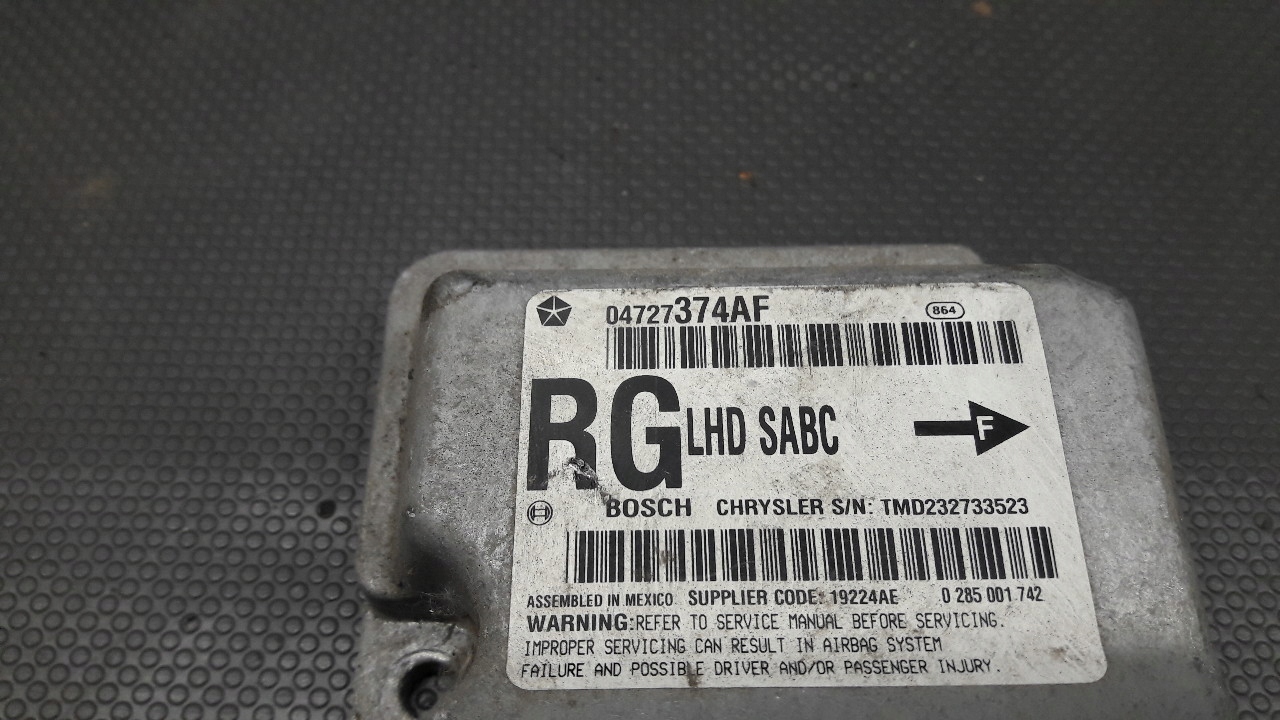 04727374AF 864
RG LHD SABC F
BOSCH CHRYSLER S/N: TMD232733523
ASSEMBLED IN MEXICO SUPPLIER CODE: 19224AE 0 285 001 742
WARNING:REFER TO SERVICE MANUAL BEFORE SERVICING.
IMPROPER SERVICING CAN RESULT IN AIRBAG SYSTEM
FAILURE AND POSSIBLE DRIVER AND/OR PASSENGER INJURY.